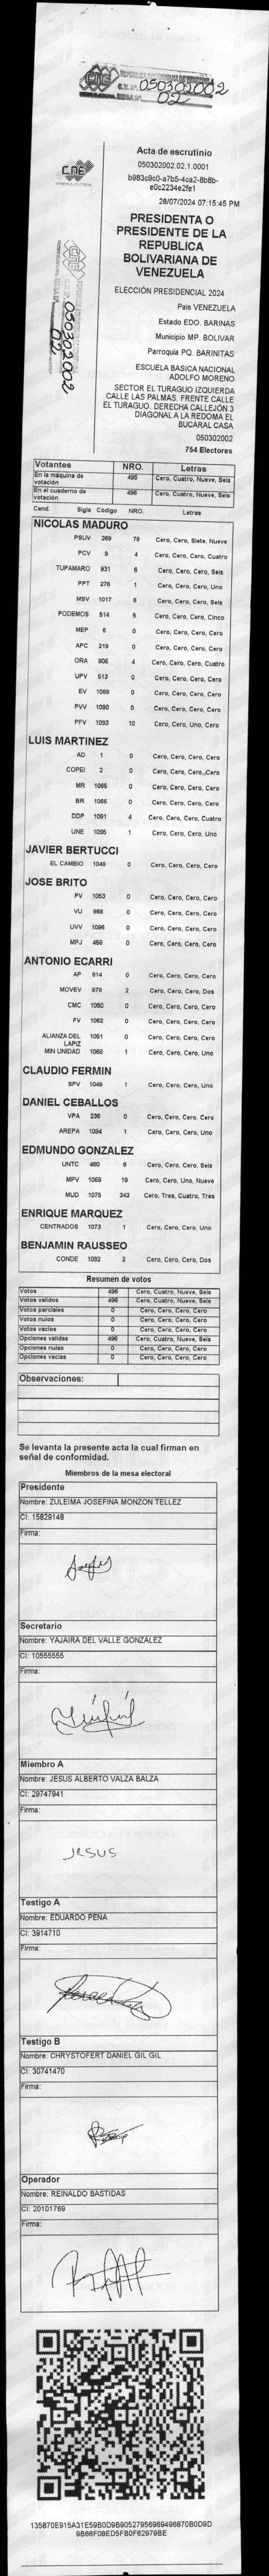 CNE
C.V. Nº. 050302002
02
CNE
050302002
02
Acta de escrutinio
050302002.02.1.0001
b983c9c0-a7b5-4ca2-8b8b-
e0c2234e2fe1
28/07/2024 07:15:45 PM
PRESIDENTA O
PRESIDENTE DE LA
REPUBLICA
BOLIVARIANA DE
VENEZUELA
ELECCIÓN PRESIDENCIAL 2024
Pais VENEZUELA
Estado EDO. BARINAS
Municipio MP. BOLIVAR
Parroquia PQ. BARINITAS
ESCUELA BASICA NACIONAL
ADOLFO MORENO
SECTOR EL TURAGUO IZQUIERDA
CALLE LAS PALMAS. FRENTE CALLE
EL TURAGUO. DERECHA CALLEJÓN 3
DIAGONAL A LA REDOMA EL
BUCARAL CASA
050302002
754 Electores
Votantes NRO. Letras
En la máquina de votación 496 Cero, Cuatro, Nueve, Seis
En el cuaderno de votación 496 Cero, Cuatro, Nueve, Seis
Cand. Sigla Código NRO. Letras
NICOLAS MADURO
PSUV 269 79 Cero, Cero, Siete, Nueve
PCV 9 4 Cero, Cero, Cero, Cuatro
TUPAMARO 931 6 Cero, Cero, Cero, Seis
PPT 276 1 Cero, Cero, Cero, Uno
MSV 1017 6 Cero, Cero, Cero, Seis
PODEMOS 514 5 Cero, Cero, Cero, Cinco
MEP 6 0 Cero, Cero, Cero, Cero
APC 219 0 Cero, Cero, Cero, Cero
ORA 906 4 Cero, Cero, Cero, Cuatro
UPV 513 0 Cero, Cero, Cero, Cero
EV 1089 0 Cero, Cero, Cero, Cero
PVV 1090 0 Cero, Cero, Cero, Cero
PFV 1093 10 Cero, Cero, Uno, Cero
LUIS MARTINEZ
AD 1 0 Cero, Cero, Cero, Cero
COPEI 2 0 Cero, Cero, Cero, Cero
MR 1065 0 Cero, Cero, Cero, Cero
BR 1066 0 Cero, Cero, Cero, Cero
DDP 1091 4 Cero, Cero, Cero, Cuatro
UNE 1095 1 Cero, Cero, Cero, Uno
JAVIER BERTUCCI
EL CAMBIO 1048 0 Cero, Cero, Cero, Cero
JOSE BRITO
PV 1053 0 Cero, Cero, Cero, Cero
VU 868 0 Cero, Cero, Cero, Cero
UVV 1096 0 Cero, Cero, Cero, Cero
MPJ 458 0 Cero, Cero, Cero, Cero
ANTONIO ECARRI
AP 814 0 Cero, Cero, Cero, Cero
MOVEV 878 2 Cero, Cero, Cero, Dos
CMC 1050 0 Cero, Cero, Cero, Cero
FV 1062 0 Cero, Cero, Cero, Cero
ALIANZA DEL LAPIZ 1051 0 Cero, Cero, Cero, Cero
MIN UNIDAD 1068 1 Cero, Cero, Cero, Uno
CLAUDIO FERMIN
SPV 1049 1 Cero, Cero, Cero, Uno
DANIEL CEBALLOS
VPA 236 0 Cero, Cero, Cero, Cero
AREPA 1094 1 Cero, Cero, Cero, Uno
EDMUNDO GONZALEZ
UNTC 460 6 Cero, Cero, Cero, Seis
MPV 1069 19 Cero, Cero, Uno, Nueve
MUD 1075 343 Cero, Tres, Cuatro, Tres
ENRIQUE MARQUEZ
CENTRADOS 1073 1 Cero, Cero, Cero, Uno
BENJAMIN RAUSSEO
CONDE 1092 2 Cero, Cero, Cero, Dos
Resumen de votos
Votos 496 Cero, Cuatro, Nueve, Seis
Votos validos 496 Cero, Cuatro, Nueve, Seis
Votos parciales 0 Cero, Cero, Cero, Cero
Votos nulos 0 Cero, Cero, Cero, Cero
Votos vacios 0 Cero, Cero, Cero, Cero
Opciones validas 496 Cero, Cuatro, Nueve, Seis
Opciones nulas 0 Cero, Cero, Cero, Cero
Opciones vacias 0 Cero, Cero, Cero, Cero
Observaciones:
Se levanta la presente acta la cual firman en
señal de conformidad.
Miembros de la mesa electoral
Presidente
Nombre: ZULEIMA JOSEFINA MONZON TELLEZ
CI: 15829148
Firma:
Secretario
Nombre: YAJAIRA DEL VALLE GONZALEZ
CI: 10555555
Firma:
Miembro A
Nombre: JESUS ALBERTO VALZA BALZA
CI: 29747941
Firma:
JESUS
Testigo A
Nombre: EDUARDO PEÑA
CI: 3914710
Firma:
Testigo B
Nombre: CHRYSTOFERT DANIEL GIL GIL
CI: 30741470
Firma:
Operador
Nombre: REINALDO BASTIDAS
CI: 20101769
Firma:
135870E915A31E59B0D9B90527956969496870B0D9D
9B66F08ED5FB0F62979BE